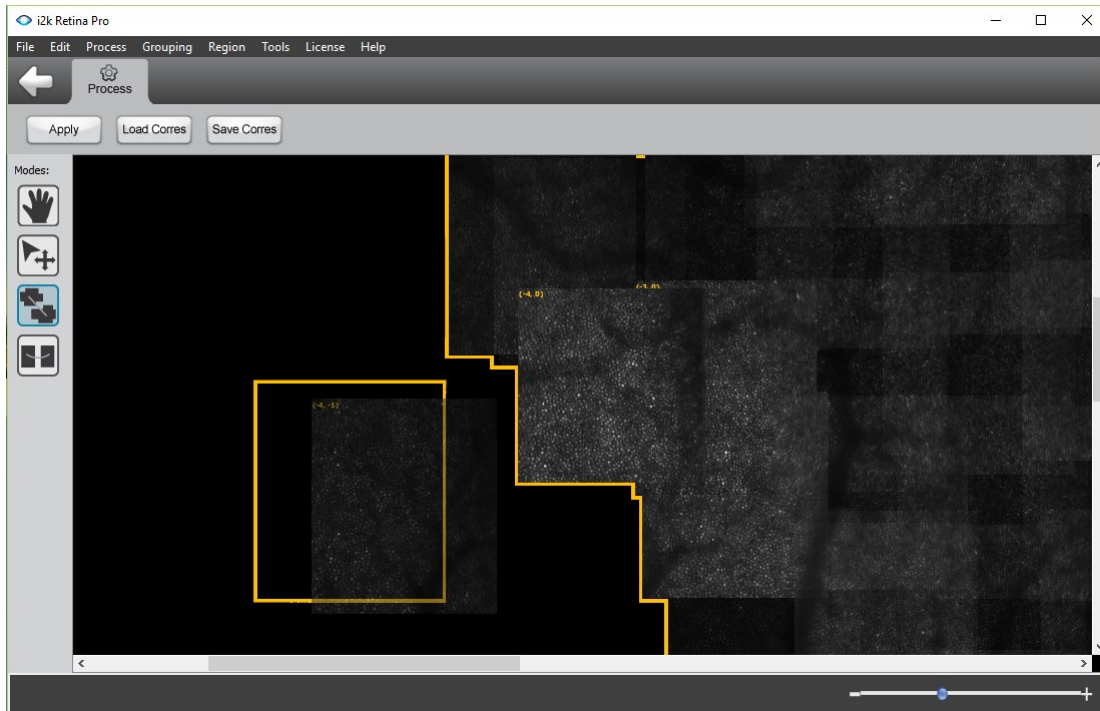 i2k Retina Pro
File Edit Process Grouping Region Tools License Help
Process
Apply Load Corres Save Corres
Modes:
(-3, 0)
(-4, 0)
(-4, -1)